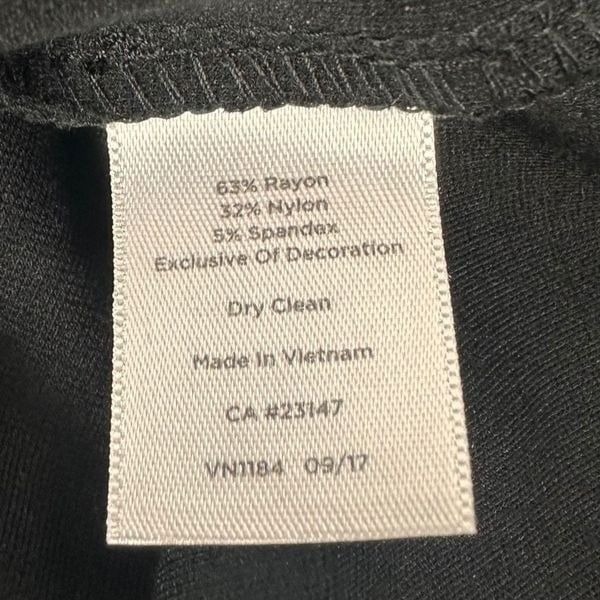 63% Rayon
32% Nylon
5% Spandex
Exclusive Of Decoration
Dry Clean
Made In Vietnam
CA #23147
VN1184 09/17